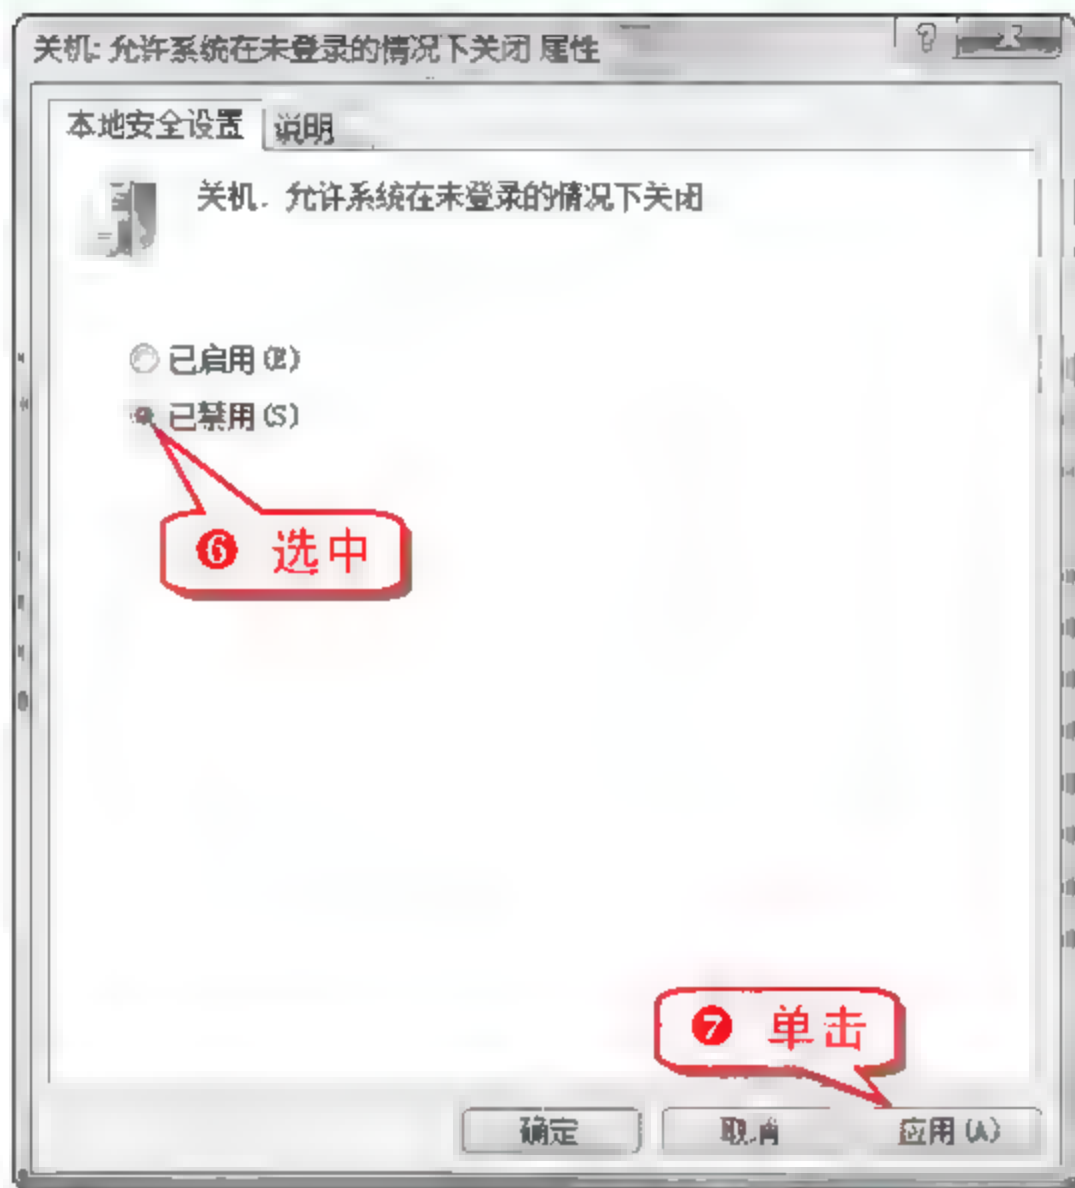 关机: 允许系统在未登录的情况下关闭 属性
本地安全设置 说明
关机: 允许系统在未登录的情况下关闭
已启用(E)
已禁用(S)
❻ 选中
❼ 单击
确定 取消 应用(A)